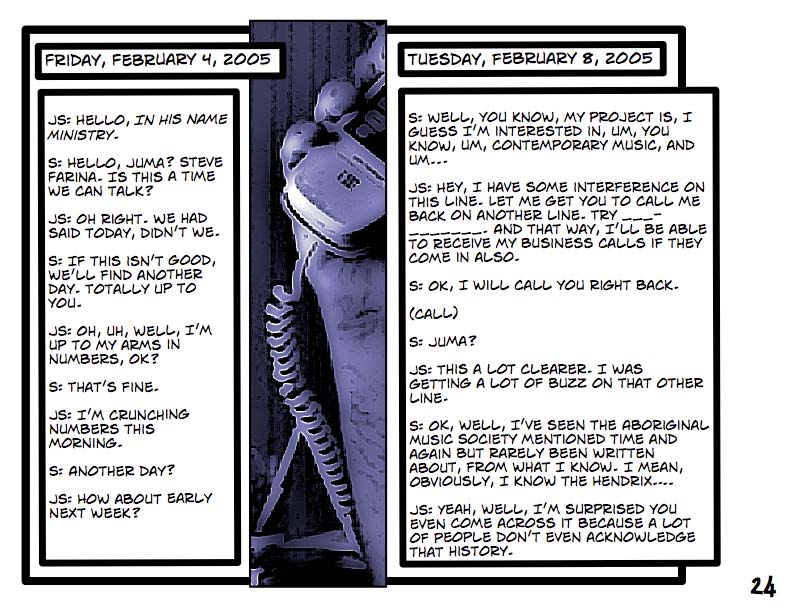 FRIDAY, FEBRUARY 4, 2005
JS: HELLO, IN HIS NAME
MINISTRY.
S: HELLO, JUMA? STEVE
FARINA. IS THIS A TIME
WE CAN TALK?
JS: OH RIGHT. WE HAD
SAID TODAY, DIDN'T WE.
S: IF THIS ISN'T GOOD,
WE'LL FIND ANOTHER
DAY. TOTALLY UP TO
YOU.
JS: OH, UH, WELL, I'M
UP TO MY ARMS IN
NUMBERS, OK?
S: THAT'S FINE.
JS: I'M CRUNCHING
NUMBERS THIS
MORNING.
S: ANOTHER DAY?
JS: HOW ABOUT EARLY
NEXT WEEK?
TUESDAY, FEBRUARY 8, 2005
S: WELL, YOU KNOW, MY PROJECT IS, I
GUESS I'M INTERESTED IN, UM, YOU
KNOW, UM, CONTEMPORARY MUSIC, AND
UM...
JS: HEY, I HAVE SOME INTERFERENCE ON
THIS LINE. LET ME GET YOU TO CALL ME
BACK ON ANOTHER LINE. TRY ___-
_______. AND THAT WAY, I'LL BE ABLE
TO RECEIVE MY BUSINESS CALLS IF THEY
COME IN ALSO.
S: OK, I WILL CALL YOU RIGHT BACK.
(CALL)
S: JUMA?
JS: THIS A LOT CLEARER. I WAS
GETTING A LOT OF BUZZ ON THAT OTHER
LINE.
S: OK, WELL, I'VE SEEN THE ABORIGINAL
MUSIC SOCIETY MENTIONED TIME AND
AGAIN BUT RARELY BEEN WRITTEN
ABOUT, FROM WHAT I KNOW. I MEAN,
OBVIOUSLY, I KNOW THE HENDRIX....
JS: YEAH, WELL, I'M SURPRISED YOU
EVEN COME ACROSS IT BECAUSE A LOT
OF PEOPLE DON'T EVEN ACKNOWLEDGE
THAT HISTORY.
24